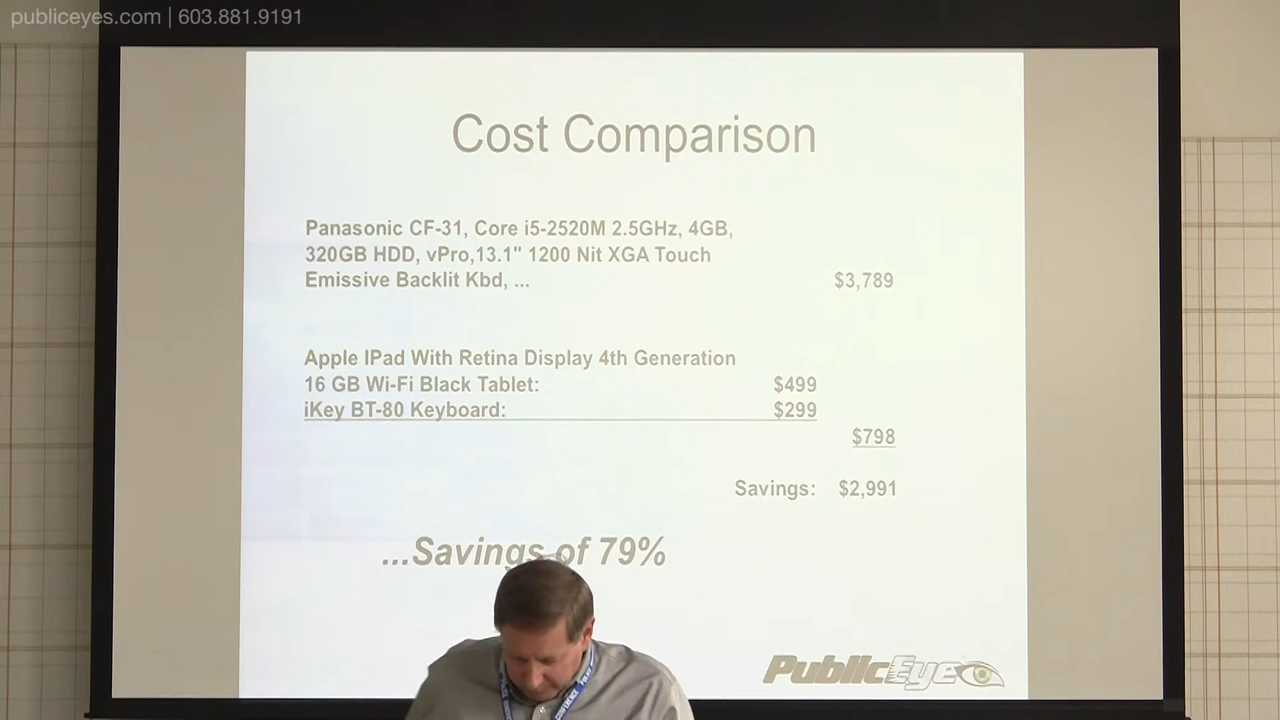 publiceyes.com | 603.881.9191
Cost Comparison
Panasonic CF-31, Core i5-2520M 2.5GHz, 4GB,
320GB HDD, vPro,13.1" 1200 Nit XGA Touch
Emissive Backlit Kbd, ... $3,789
Apple IPad With Retina Display 4th Generation
16 GB Wi-Fi Black Tablet: $499
iKey BT-80 Keyboard: $299
$798
Savings: $2,991
...Savings of 79%
PublicEye